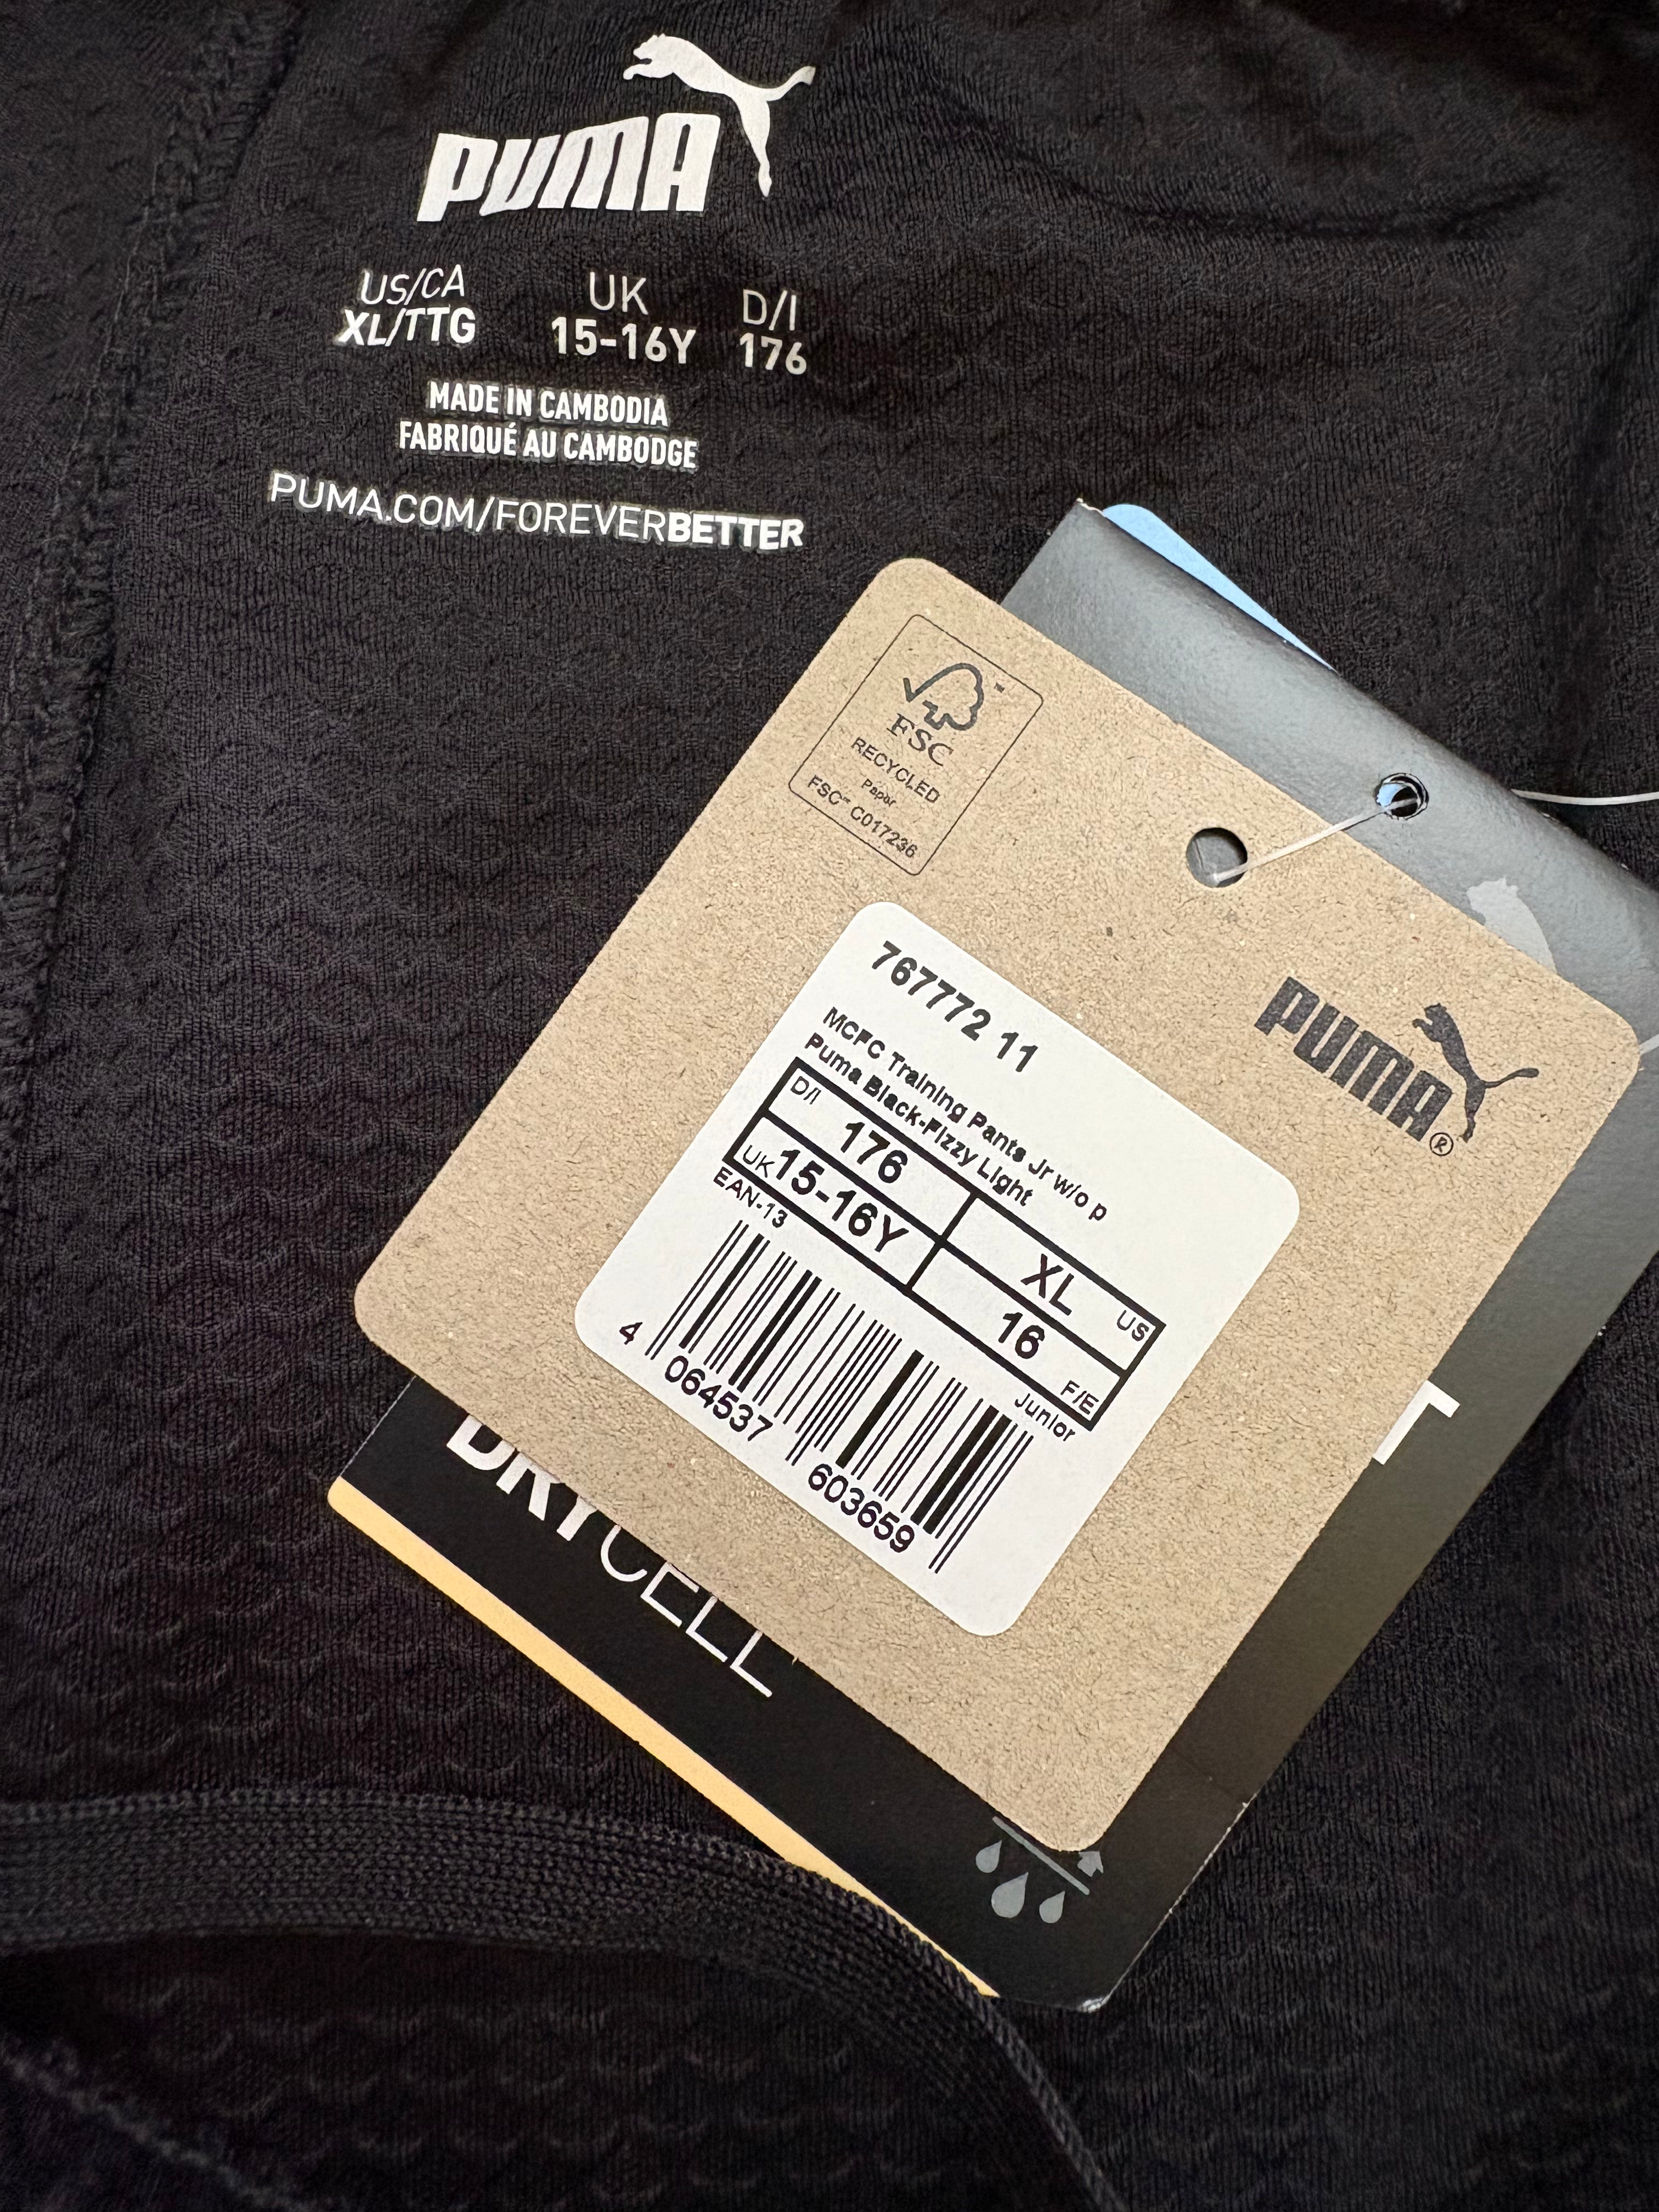 PUMA
US/CA UK D/I
XL/TTG 15-16Y 176
MADE IN CAMBODIA
FABRIQUÉ AU CAMBODGE
PUMA.COM/FOREVERBETTER
FSC™
RECYCLED
Paper
FSC™ C017236
PUMA®
767772 11
MCFC Training Pants Jr w/o p
Puma Black-Fizzy Light
D/I 176 XL US
UK 15-16Y 16 F/E
EAN-13 Junior
4 064537 603659
DRYCELL
T